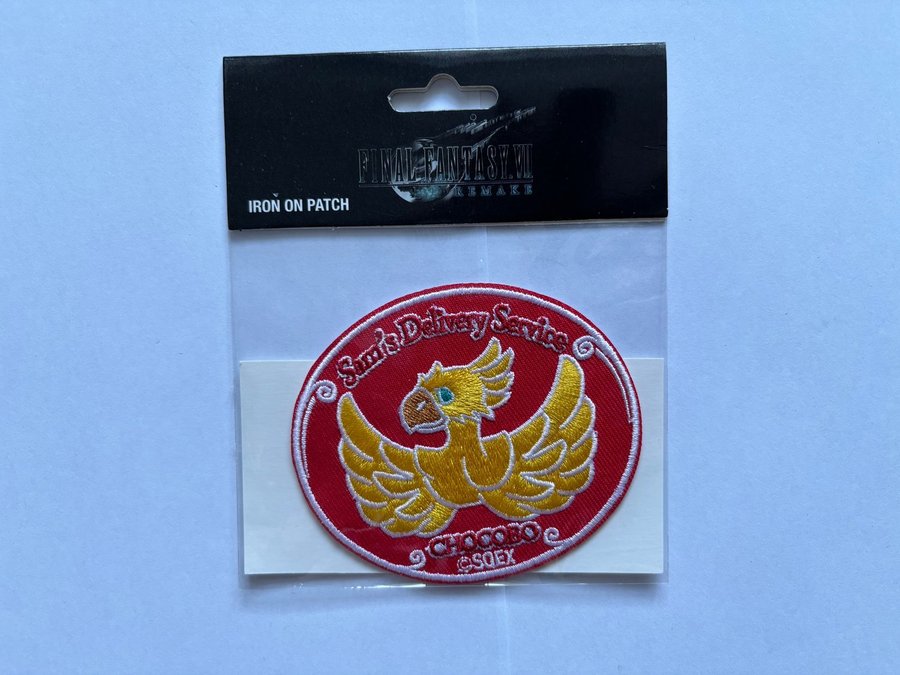 FINAL FANTASY VII
REMAKE
IRON ON PATCH
Sam's Delivery Service
CHOCOBO
©SQEX